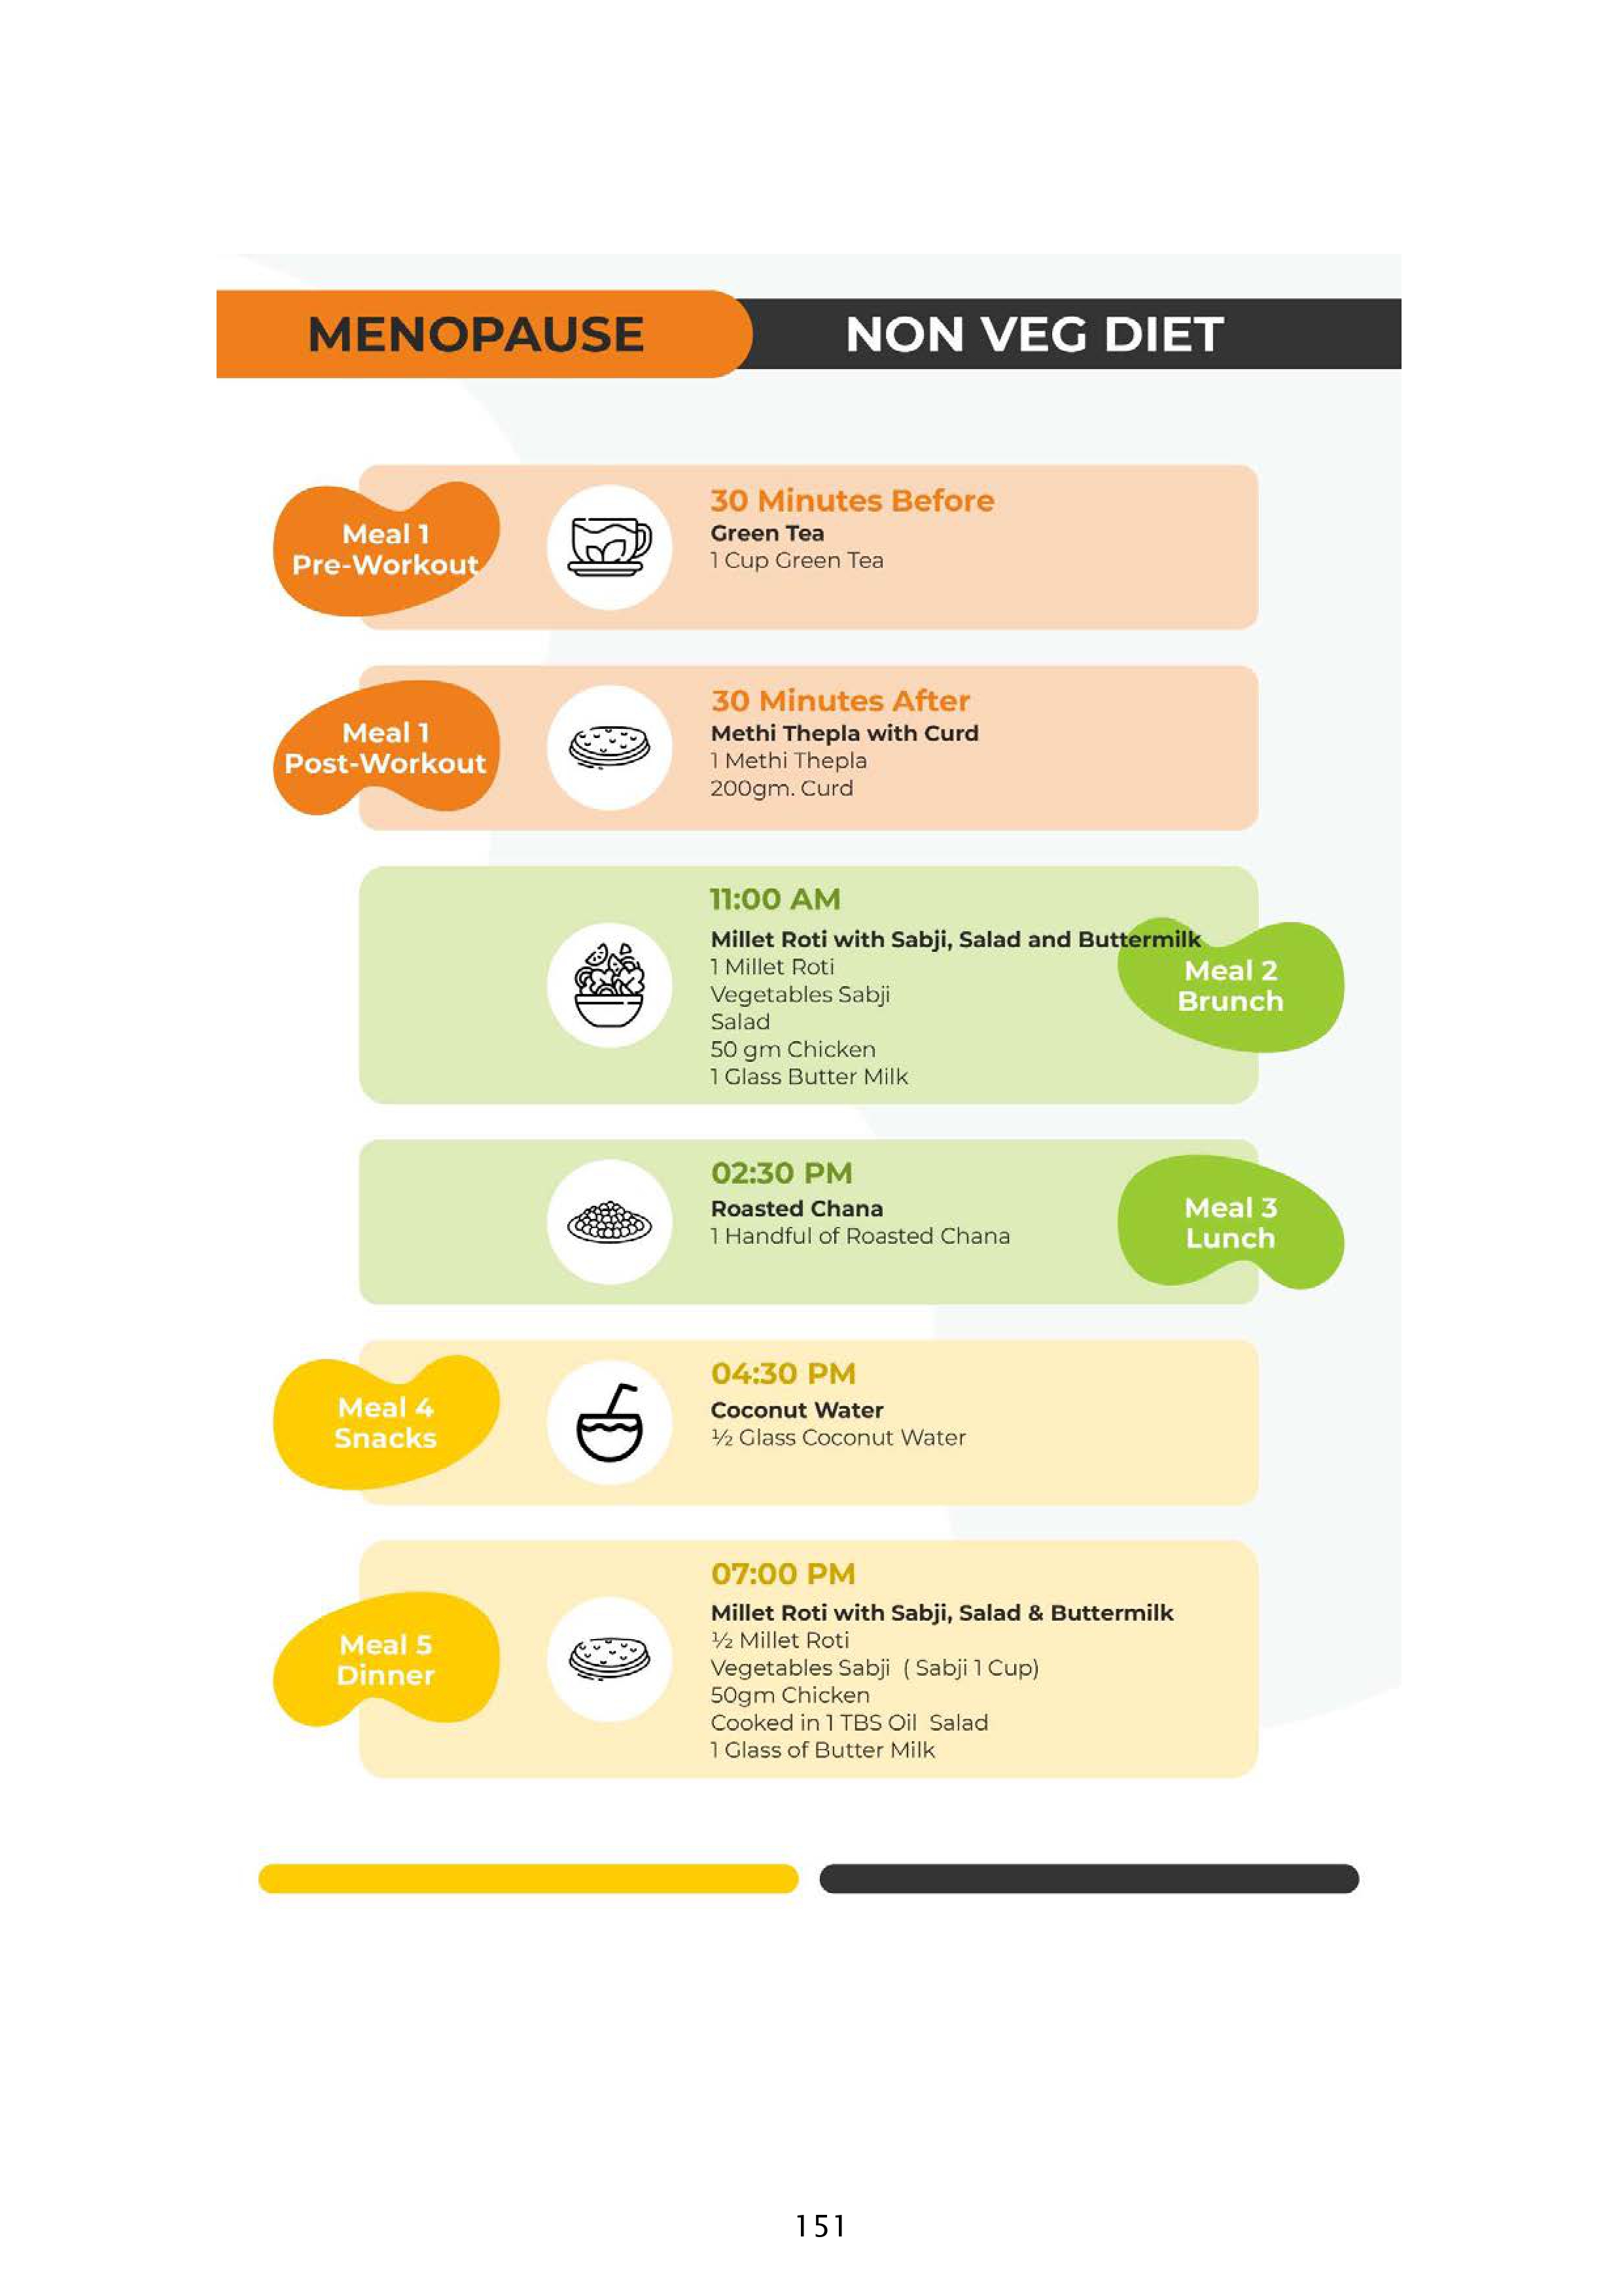 MENOPAUSE
NON VEG DIET
Meal 1
Pre-Workout
30 Minutes Before
Green Tea
1 Cup Green Tea
Meal 1
Post-Workout
30 Minutes After
Methi Thepla with Curd
1 Methi Thepla
200gm. Curd
11:00 AM
Millet Roti with Sabji, Salad and Buttermilk
1 Millet Roti
Vegetables Sabji
Salad
50 gm Chicken
1 Glass Butter Milk
Meal 2
Brunch
02:30 PM
Roasted Chana
1 Handful of Roasted Chana
Meal 3
Lunch
Meal 4
Snacks
04:30 PM
Coconut Water
½ Glass Coconut Water
Meal 5
Dinner
07:00 PM
Millet Roti with Sabji, Salad & Buttermilk
½ Millet Roti
Vegetables Sabji ( Sabji 1 Cup)
50gm Chicken
Cooked in 1 TBS Oil Salad
1 Glass of Butter Milk
151